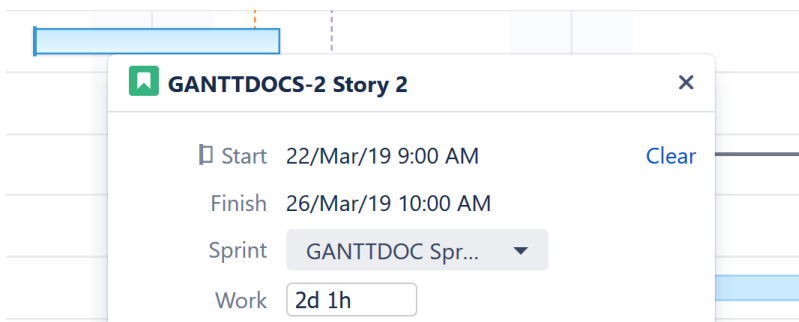 GANTTDOCS-2 Story 2
Start 22/Mar/19 9:00 AM Clear
Finish 26/Mar/19 10:00 AM
Sprint GANTTDOC Spr...
Work 2d 1h